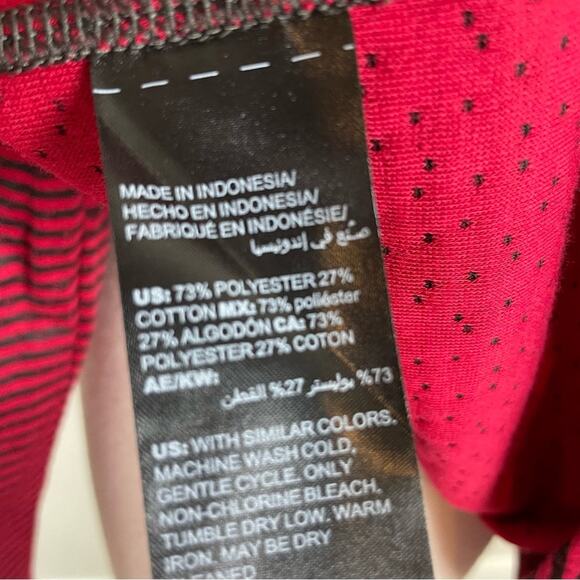 MADE IN INDONESIA/
HECHO EN INDONESIA/
FABRIQUÉ EN INDONÉSIE/
صنع في إندونيسيا
US: 73% POLYESTER 27%
COTTON MX: 73% poliéster
27% ALGODÓN CA: 73%
POLYESTER 27% COTON
AE/KW:
73% بوليستر 27% القطن
US: WITH SIMILAR COLORS.
MACHINE WASH COLD,
GENTLE CYCLE. ONLY
NON-CHLORINE BLEACH,
TUMBLE DRY LOW. WARM
IRON. MAY BE DRY
CLEANED